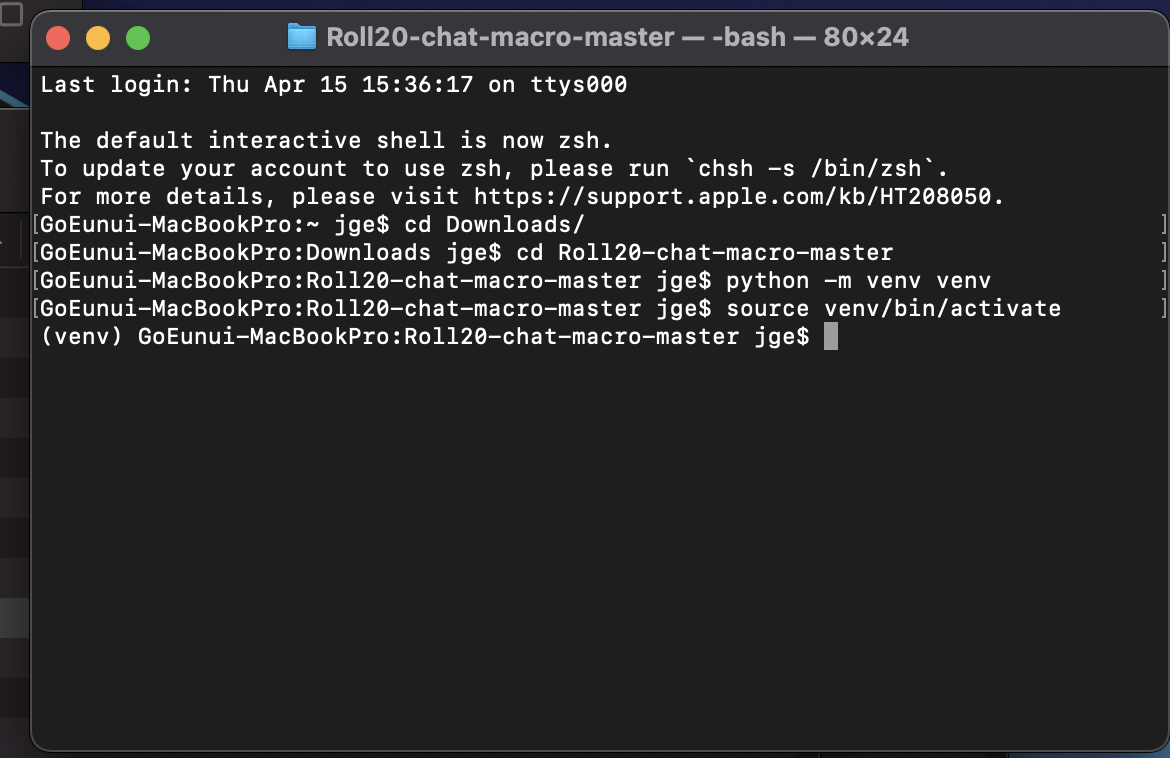 Roll20-chat-macro-master — -bash — 80×24
Last login: Thu Apr 15 15:36:17 on ttys000
The default interactive shell is now zsh.
To update your account to use zsh, please run `chsh -s /bin/zsh`.
For more details, please visit https://support.apple.com/kb/HT208050.
[GoEunui-MacBookPro:~ jge$ cd Downloads/ ]
[GoEunui-MacBookPro:Downloads jge$ cd Roll20-chat-macro-master ]
[GoEunui-MacBookPro:Roll20-chat-macro-master jge$ python -m venv venv ]
[GoEunui-MacBookPro:Roll20-chat-macro-master jge$ source venv/bin/activate ]
(venv) GoEunui-MacBookPro:Roll20-chat-macro-master jge$